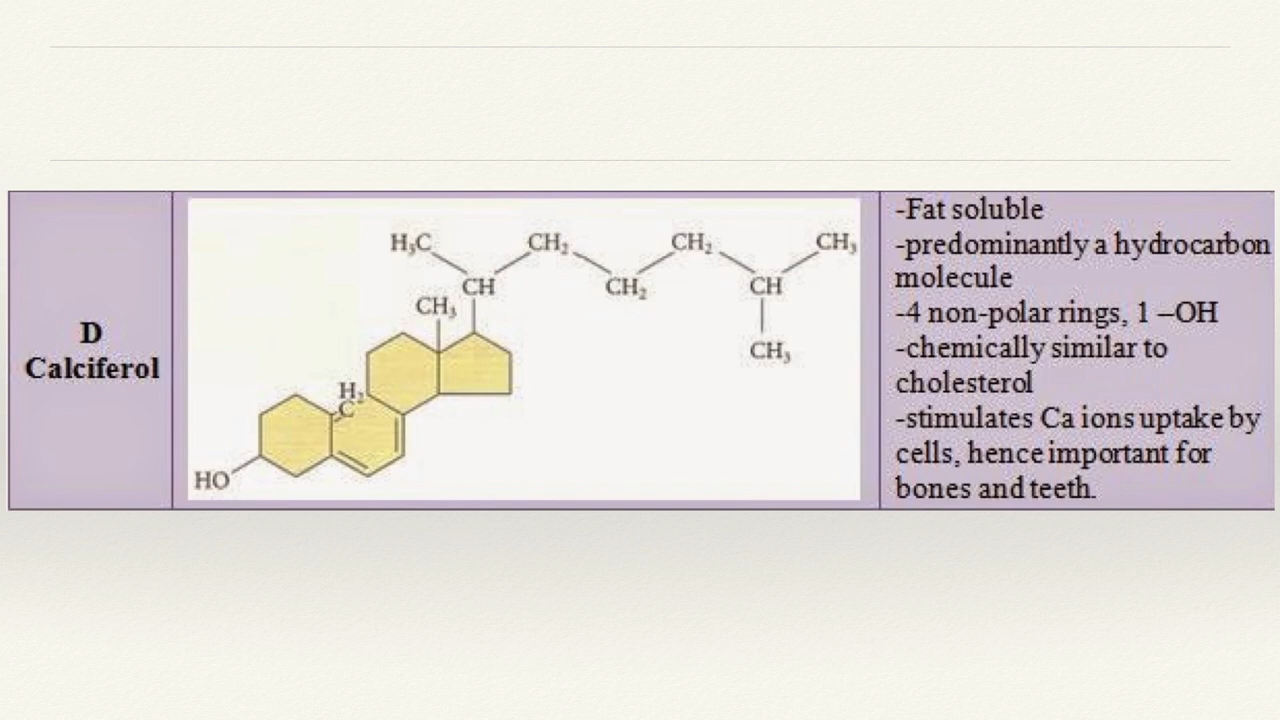 D
Calciferol
H₃C
CH₂
CH₂
CH₃
CH
CH₂
CH
CH₃
CH₃
H₂
C
HO
-Fat soluble
-predominantly a hydrocarbon
molecule
-4 non-polar rings, 1 –OH
-chemically similar to
cholesterol
-stimulates Ca ions uptake by
cells, hence important for
bones and teeth.